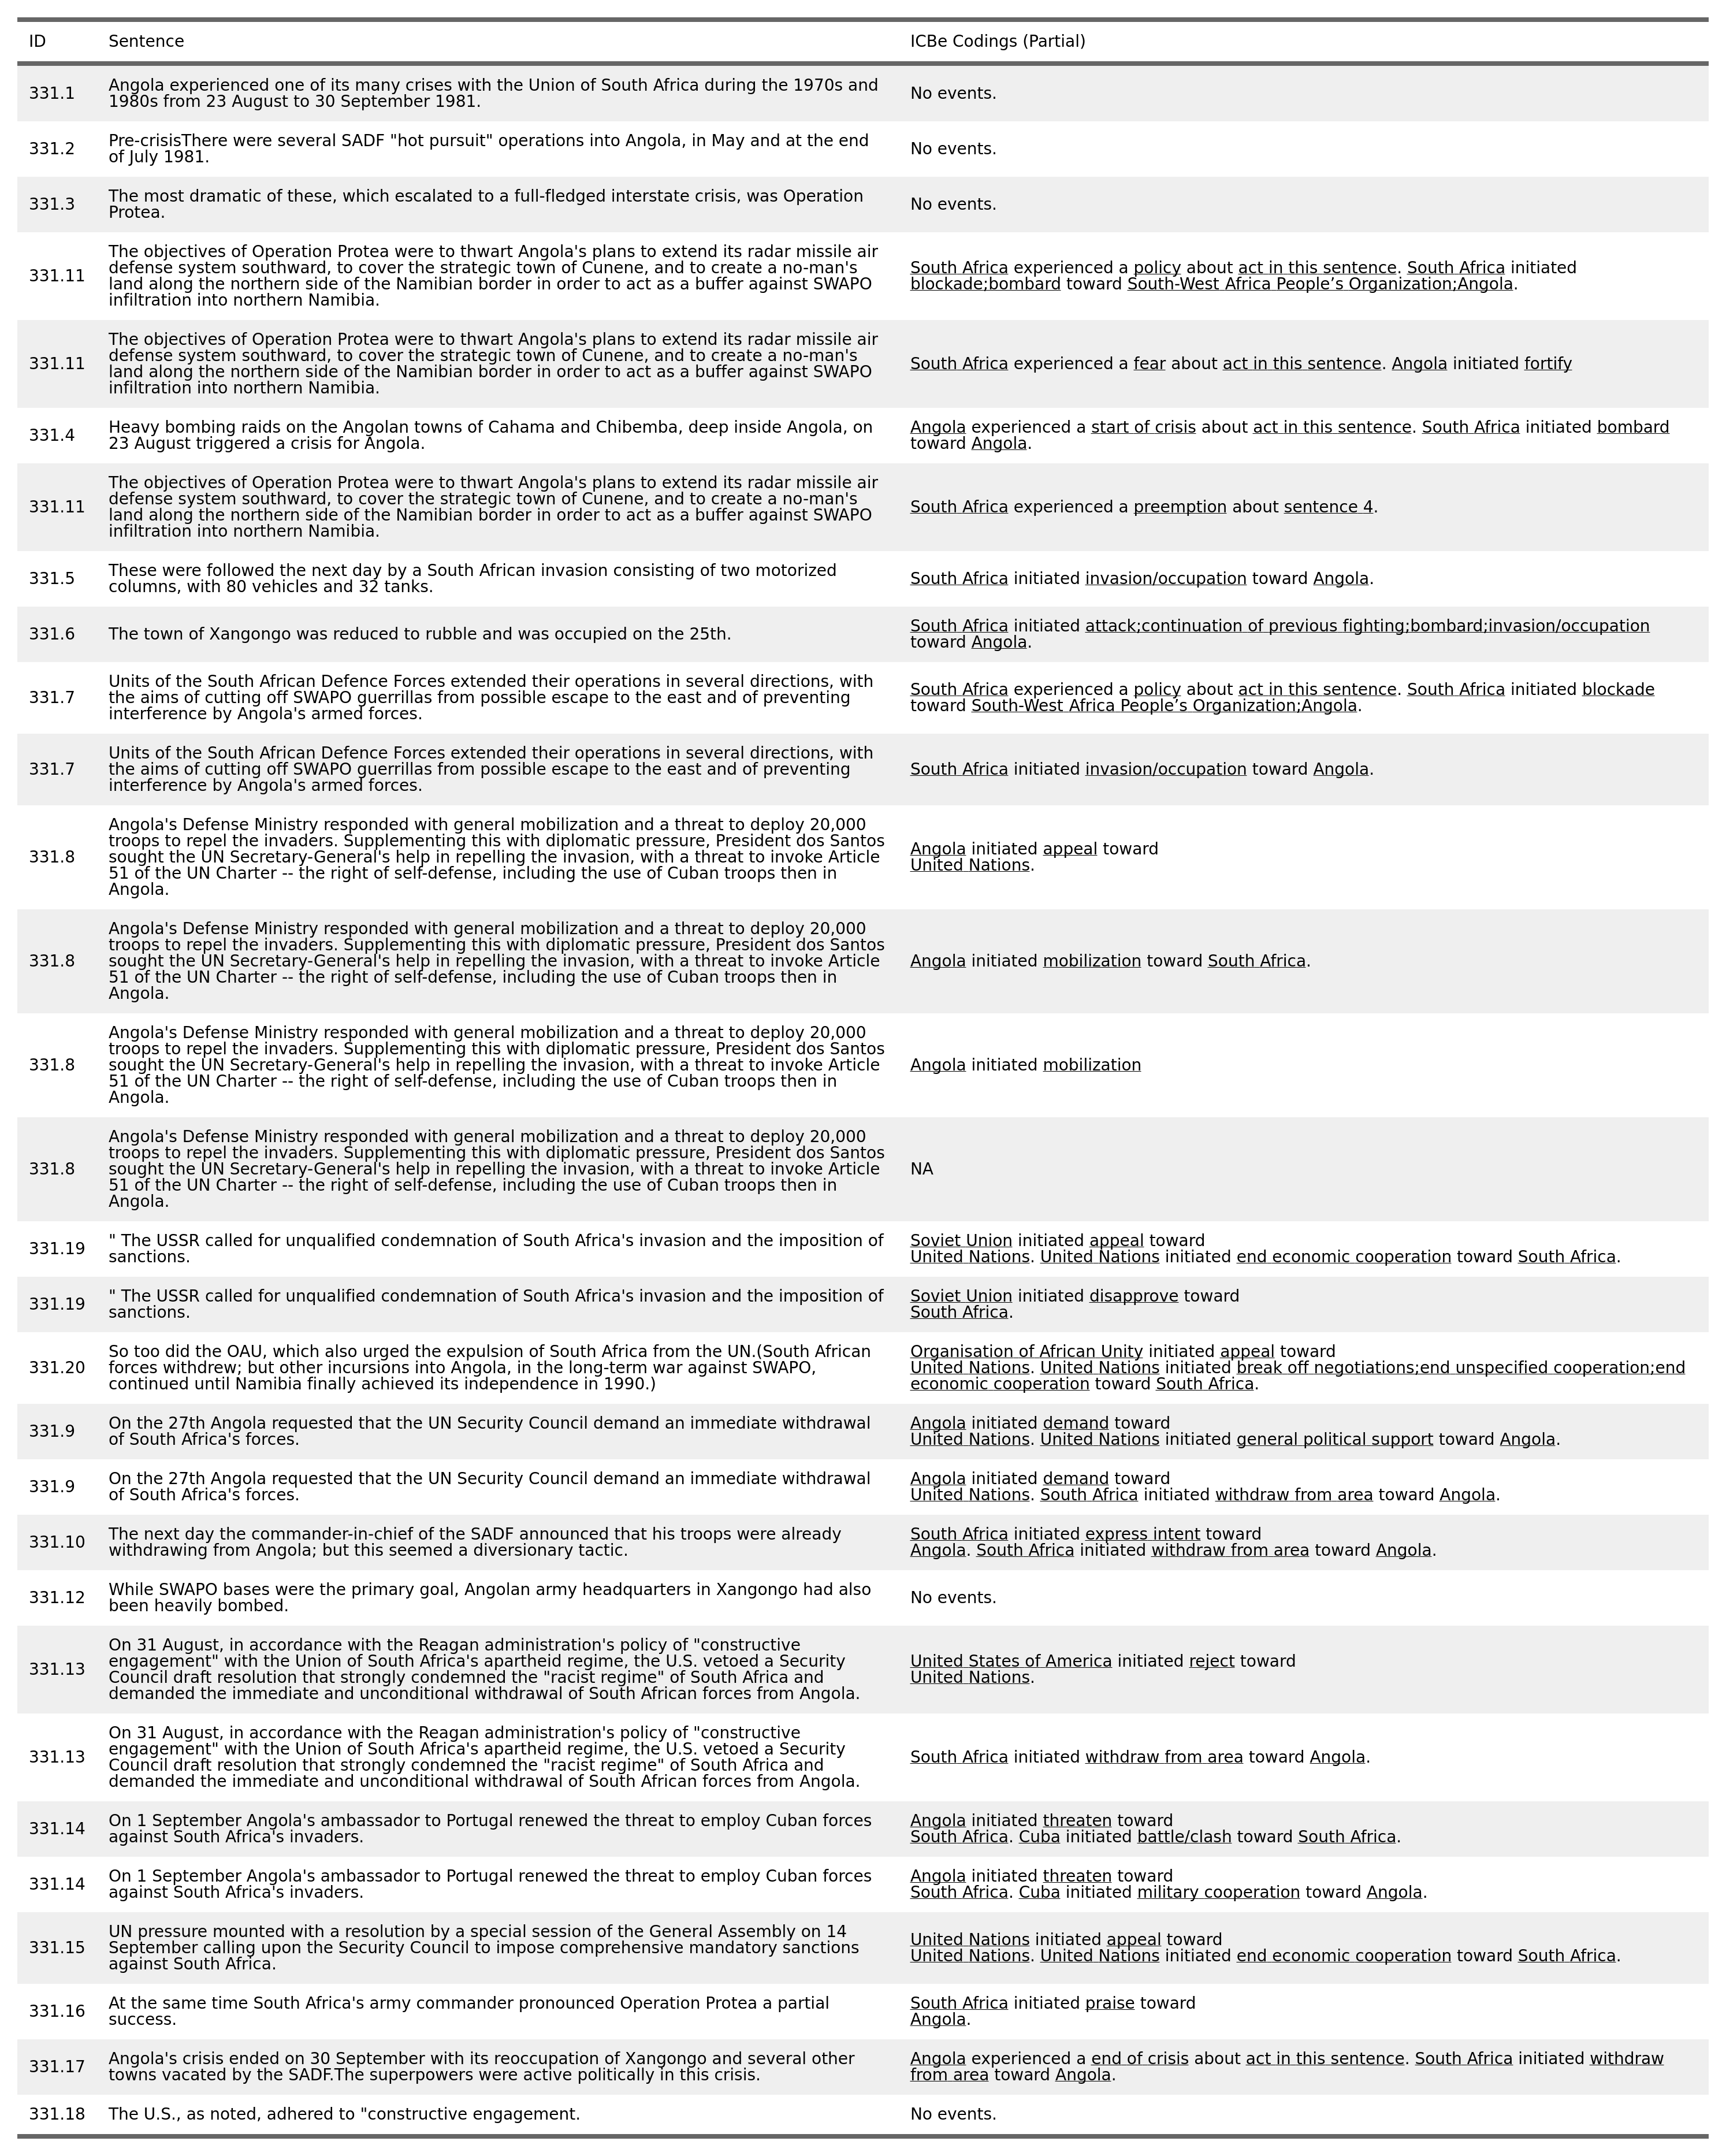 ID Sentence ICBe Codings (Partial)
331.1 Angola experienced one of its many crises with the Union of South Africa during the 1970s and
1980s from 23 August to 30 September 1981.
No events.
331.2 Pre-crisisThere were several SADF "hot pursuit" operations into Angola, in May and at the end
of July 1981.
No events.
331.3 The most dramatic of these, which escalated to a full-fledged interstate crisis, was Operation
Protea.
No events.
331.11 The objectives of Operation Protea were to thwart Angola's plans to extend its radar missile air
defense system southward, to cover the strategic town of Cunene, and to create a no-man's
land along the northern side of the Namibian border in order to act as a buffer against SWAPO
infiltration into northern Namibia.
South Africa experienced a policy about act in this sentence. South Africa initiated
blockade;bombard toward South-West Africa People’s Organization;Angola.
331.11 The objectives of Operation Protea were to thwart Angola's plans to extend its radar missile air
defense system southward, to cover the strategic town of Cunene, and to create a no-man's
land along the northern side of the Namibian border in order to act as a buffer against SWAPO
infiltration into northern Namibia.
South Africa experienced a fear about act in this sentence. Angola initiated fortify
331.4 Heavy bombing raids on the Angolan towns of Cahama and Chibemba, deep inside Angola, on
23 August triggered a crisis for Angola.
Angola experienced a start of crisis about act in this sentence. South Africa initiated bombard
toward Angola.
331.11 The objectives of Operation Protea were to thwart Angola's plans to extend its radar missile air
defense system southward, to cover the strategic town of Cunene, and to create a no-man's
land along the northern side of the Namibian border in order to act as a buffer against SWAPO
infiltration into northern Namibia.
South Africa experienced a preemption about sentence 4.
331.5 These were followed the next day by a South African invasion consisting of two motorized
columns, with 80 vehicles and 32 tanks.
South Africa initiated invasion/occupation toward Angola.
331.6 The town of Xangongo was reduced to rubble and was occupied on the 25th.
South Africa initiated attack;continuation of previous fighting;bombard;invasion/occupation
toward Angola.
331.7 Units of the South African Defence Forces extended their operations in several directions, with
the aims of cutting off SWAPO guerrillas from possible escape to the east and of preventing
interference by Angola's armed forces.
South Africa experienced a policy about act in this sentence. South Africa initiated blockade
toward South-West Africa People’s Organization;Angola.
331.7 Units of the South African Defence Forces extended their operations in several directions, with
the aims of cutting off SWAPO guerrillas from possible escape to the east and of preventing
interference by Angola's armed forces.
South Africa initiated invasion/occupation toward Angola.
331.8 Angola's Defense Ministry responded with general mobilization and a threat to deploy 20,000
troops to repel the invaders. Supplementing this with diplomatic pressure, President dos Santos
sought the UN Secretary-General's help in repelling the invasion, with a threat to invoke Article
51 of the UN Charter -- the right of self-defense, including the use of Cuban troops then in
Angola.
Angola initiated appeal toward
United Nations.
331.8 Angola's Defense Ministry responded with general mobilization and a threat to deploy 20,000
troops to repel the invaders. Supplementing this with diplomatic pressure, President dos Santos
sought the UN Secretary-General's help in repelling the invasion, with a threat to invoke Article
51 of the UN Charter -- the right of self-defense, including the use of Cuban troops then in
Angola.
Angola initiated mobilization toward South Africa.
331.8 Angola's Defense Ministry responded with general mobilization and a threat to deploy 20,000
troops to repel the invaders. Supplementing this with diplomatic pressure, President dos Santos
sought the UN Secretary-General's help in repelling the invasion, with a threat to invoke Article
51 of the UN Charter -- the right of self-defense, including the use of Cuban troops then in
Angola.
Angola initiated mobilization
331.8 Angola's Defense Ministry responded with general mobilization and a threat to deploy 20,000
troops to repel the invaders. Supplementing this with diplomatic pressure, President dos Santos
sought the UN Secretary-General's help in repelling the invasion, with a threat to invoke Article
51 of the UN Charter -- the right of self-defense, including the use of Cuban troops then in
Angola.
NA
331.19 " The USSR called for unqualified condemnation of South Africa's invasion and the imposition of
sanctions.
Soviet Union initiated appeal toward
United Nations. United Nations initiated end economic cooperation toward South Africa.
331.19 " The USSR called for unqualified condemnation of South Africa's invasion and the imposition of
sanctions.
Soviet Union initiated disapprove toward
South Africa.
331.20 So too did the OAU, which also urged the expulsion of South Africa from the UN.(South African
forces withdrew; but other incursions into Angola, in the long-term war against SWAPO,
continued until Namibia finally achieved its independence in 1990.)
Organisation of African Unity initiated appeal toward
United Nations. United Nations initiated break off negotiations;end unspecified cooperation;end
economic cooperation toward South Africa.
331.9 On the 27th Angola requested that the UN Security Council demand an immediate withdrawal
of South Africa's forces.
Angola initiated demand toward
United Nations. United Nations initiated general political support toward Angola.
331.9 On the 27th Angola requested that the UN Security Council demand an immediate withdrawal
of South Africa's forces.
Angola initiated demand toward
United Nations. South Africa initiated withdraw from area toward Angola.
331.10 The next day the commander-in-chief of the SADF announced that his troops were already
withdrawing from Angola; but this seemed a diversionary tactic.
South Africa initiated express intent toward
Angola. South Africa initiated withdraw from area toward Angola.
331.12 While SWAPO bases were the primary goal, Angolan army headquarters in Xangongo had also
been heavily bombed.
No events.
331.13 On 31 August, in accordance with the Reagan administration's policy of "constructive
engagement" with the Union of South Africa's apartheid regime, the U.S. vetoed a Security
Council draft resolution that strongly condemned the "racist regime" of South Africa and
demanded the immediate and unconditional withdrawal of South African forces from Angola.
United States of America initiated reject toward
United Nations.
331.13 On 31 August, in accordance with the Reagan administration's policy of "constructive
engagement" with the Union of South Africa's apartheid regime, the U.S. vetoed a Security
Council draft resolution that strongly condemned the "racist regime" of South Africa and
demanded the immediate and unconditional withdrawal of South African forces from Angola.
South Africa initiated withdraw from area toward Angola.
331.14 On 1 September Angola's ambassador to Portugal renewed the threat to employ Cuban forces
against South Africa's invaders.
Angola initiated threaten toward
South Africa. Cuba initiated battle/clash toward South Africa.
331.14 On 1 September Angola's ambassador to Portugal renewed the threat to employ Cuban forces
against South Africa's invaders.
Angola initiated threaten toward
South Africa. Cuba initiated military cooperation toward Angola.
331.15 UN pressure mounted with a resolution by a special session of the General Assembly on 14
September calling upon the Security Council to impose comprehensive mandatory sanctions
against South Africa.
United Nations initiated appeal toward
United Nations. United Nations initiated end economic cooperation toward South Africa.
331.16 At the same time South Africa's army commander pronounced Operation Protea a partial
success.
South Africa initiated praise toward
Angola.
331.17 Angola's crisis ended on 30 September with its reoccupation of Xangongo and several other
towns vacated by the SADF.The superpowers were active politically in this crisis.
Angola experienced a end of crisis about act in this sentence. South Africa initiated withdraw
from area toward Angola.
331.18 The U.S., as noted, adhered to "constructive engagement.
No events.